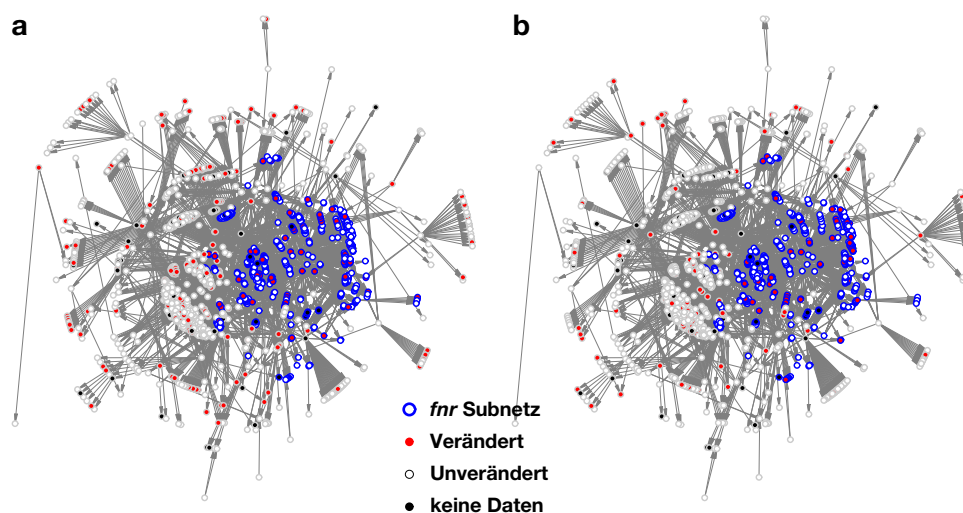 a
b
fnr Subnetz
Verändert
Unverändert
keine Daten